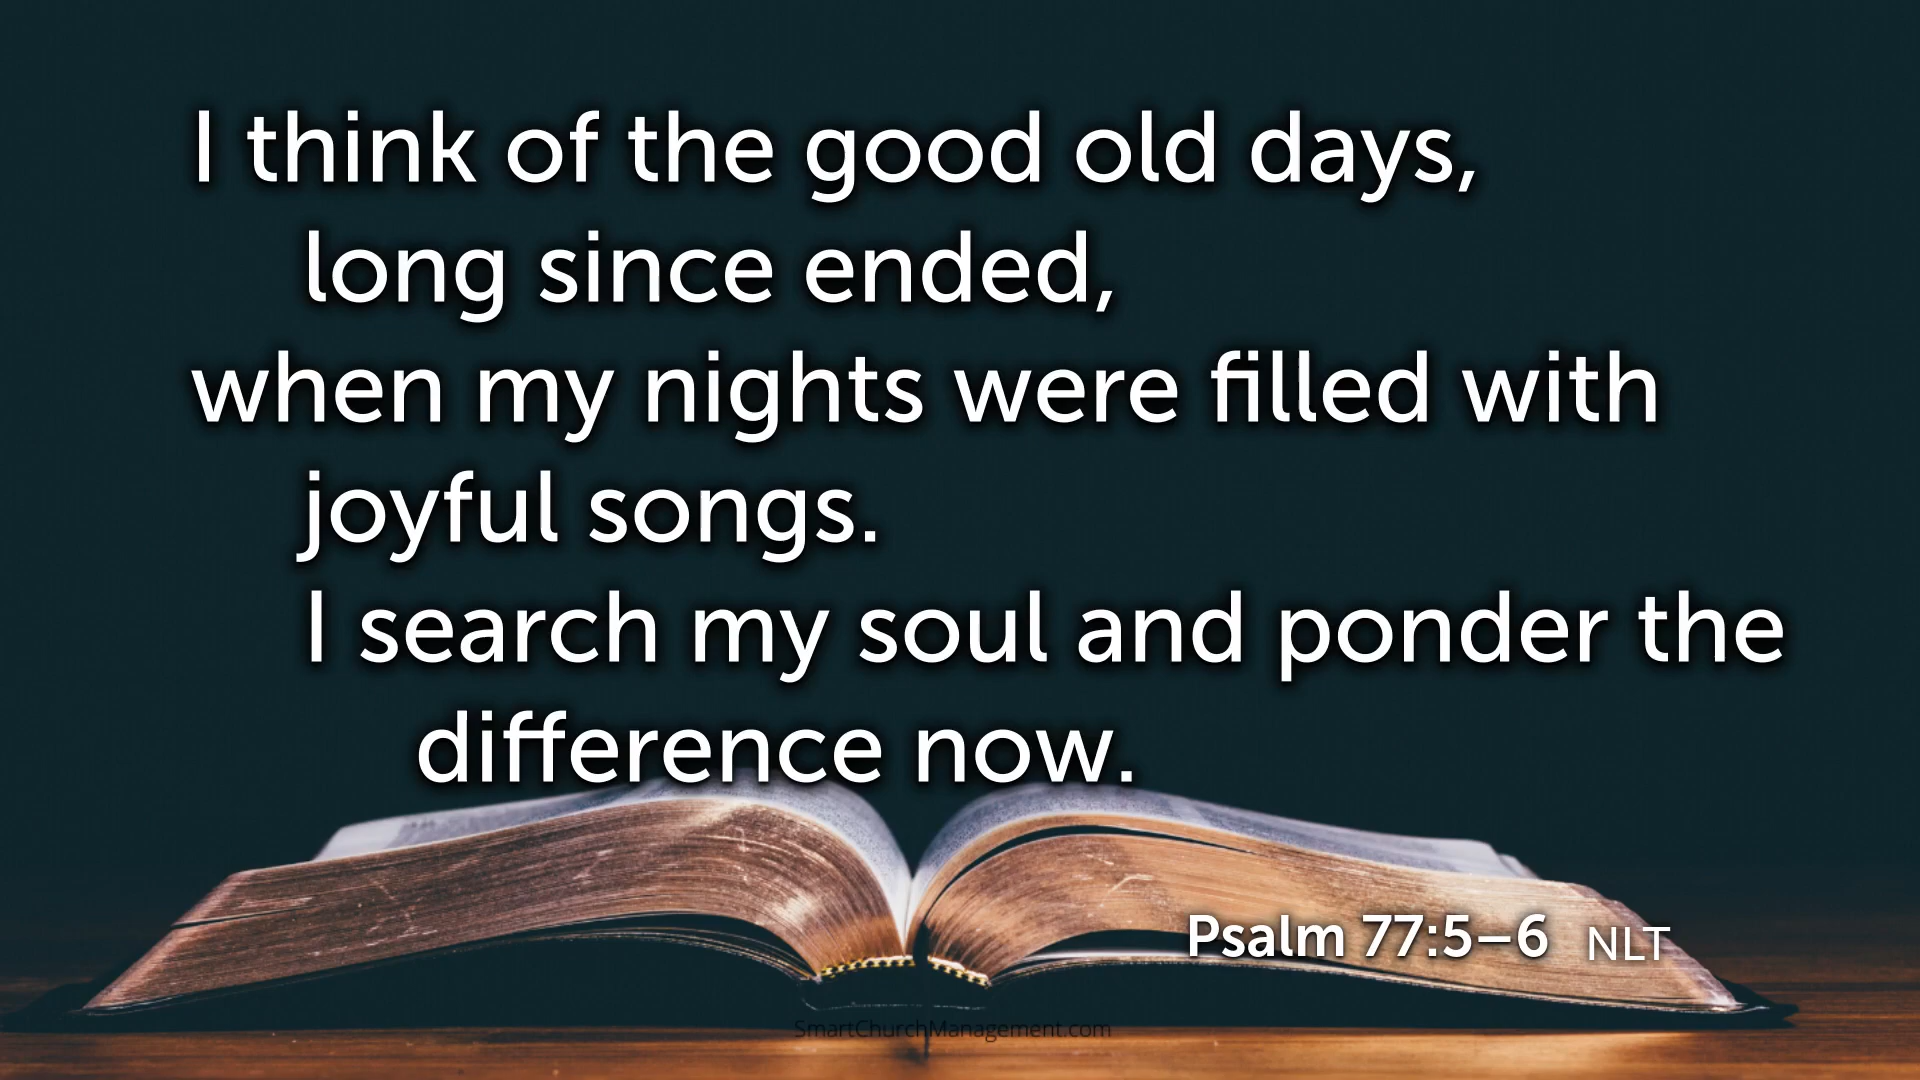 I think of the good old days,
long since ended,
when my nights were filled with
joyful songs.
I search my soul and ponder the
difference now.
Psalm 77:5–6 NLT
SmartChurchManagement.com